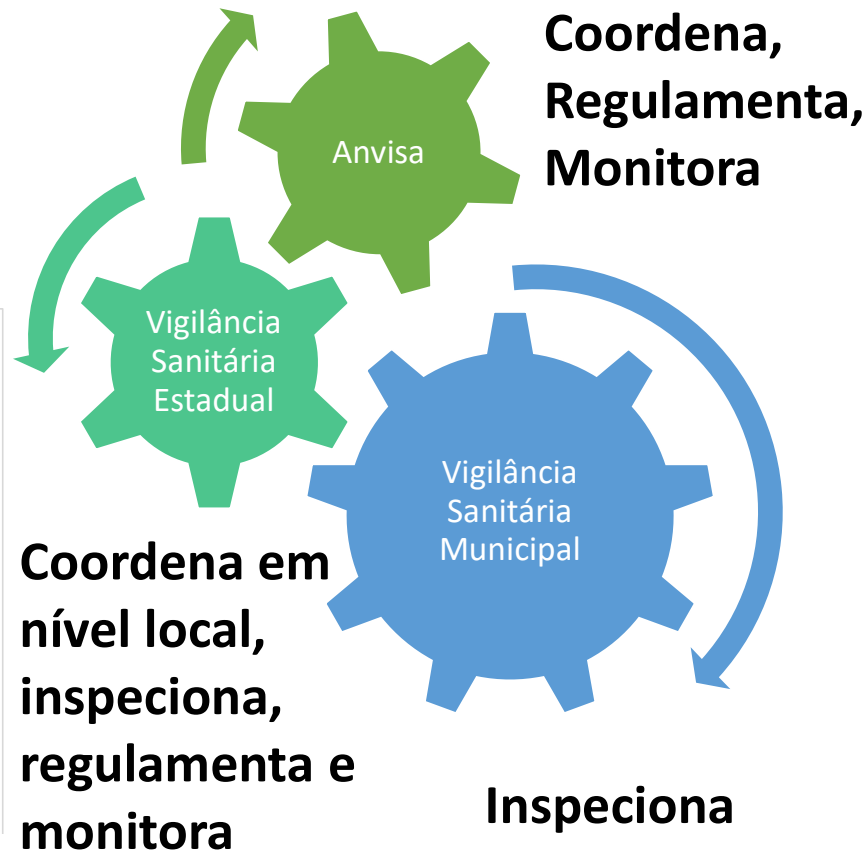 Coordena,
Regulamenta,
Monitora
Anvisa
Vigilância
Sanitária
Estadual
Vigilância
Sanitária
Municipal
Coordena em
nível local,
inspeciona,
regulamenta e
monitora
Inspeciona